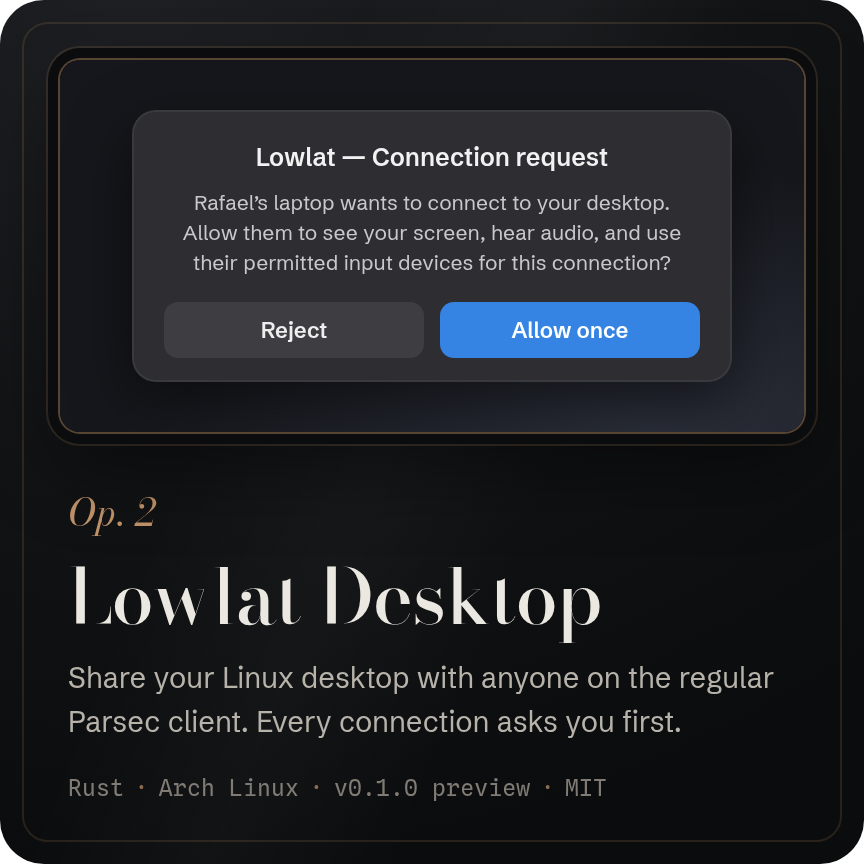 Lowlat — Connection request
Rafael’s laptop wants to connect to your desktop.
Allow them to see your screen, hear audio, and use
their permitted input devices for this connection?
Reject
Allow once
Op. 2
Lowlat Desktop
Share your Linux desktop with anyone on the regular
Parsec client. Every connection asks you first.
Rust · Arch Linux · v0.1.0 preview · MIT